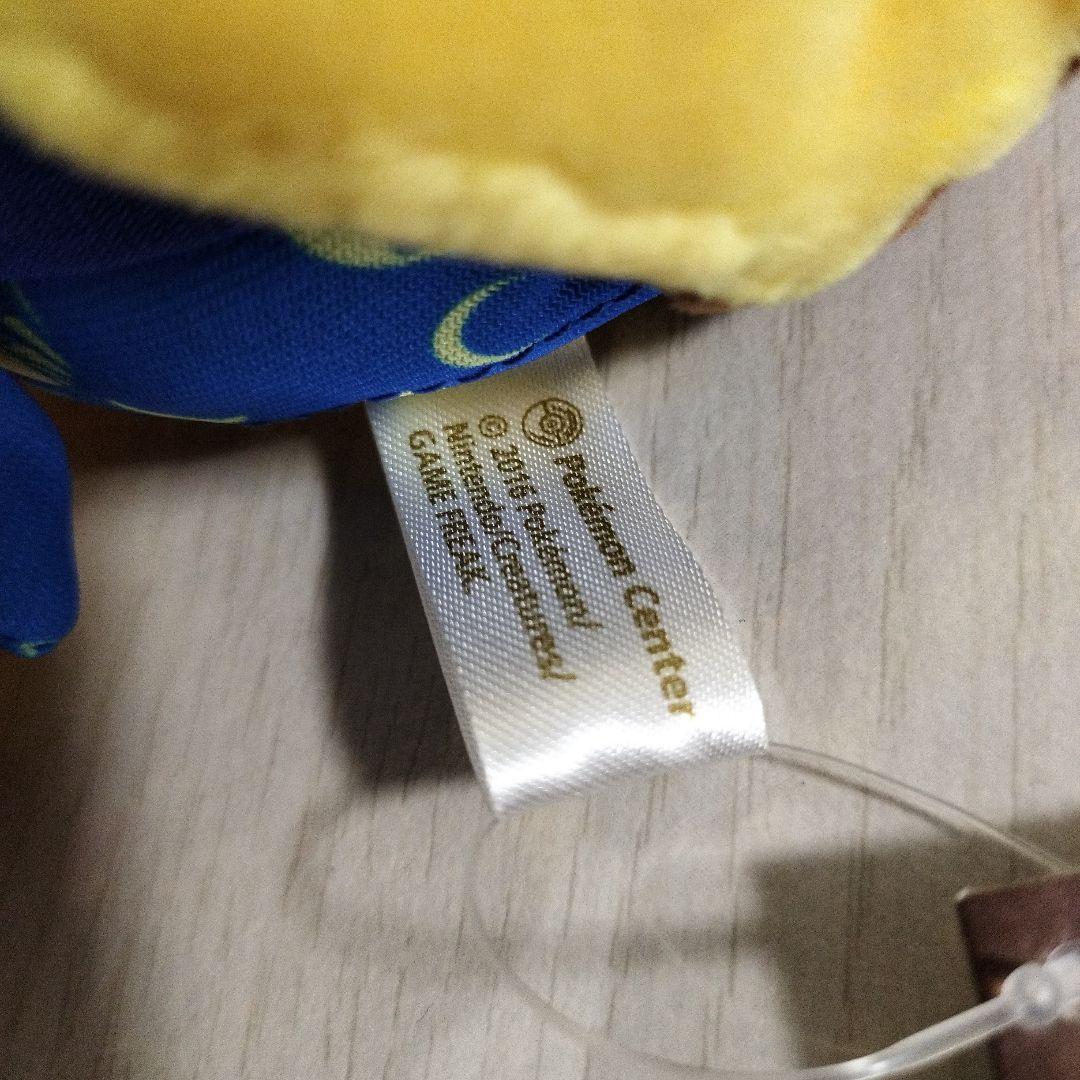 Pokémon Center
© 2016 Pokémon/
Nintendo/Creatures/
GAME FREAK.